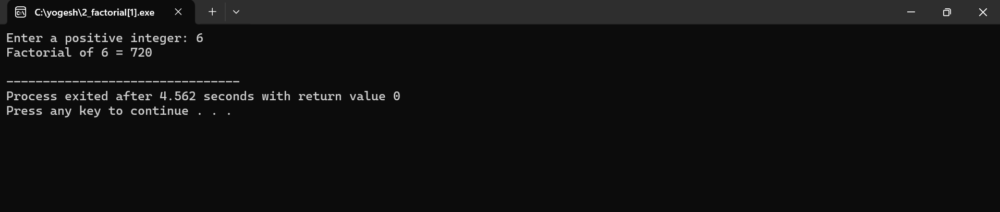 C:\yogesh\2_factorial[1].exe
Enter a positive integer: 6
Factorial of 6 = 720
--------------------------------
Process exited after 4.562 seconds with return value 0
Press any key to continue . . .